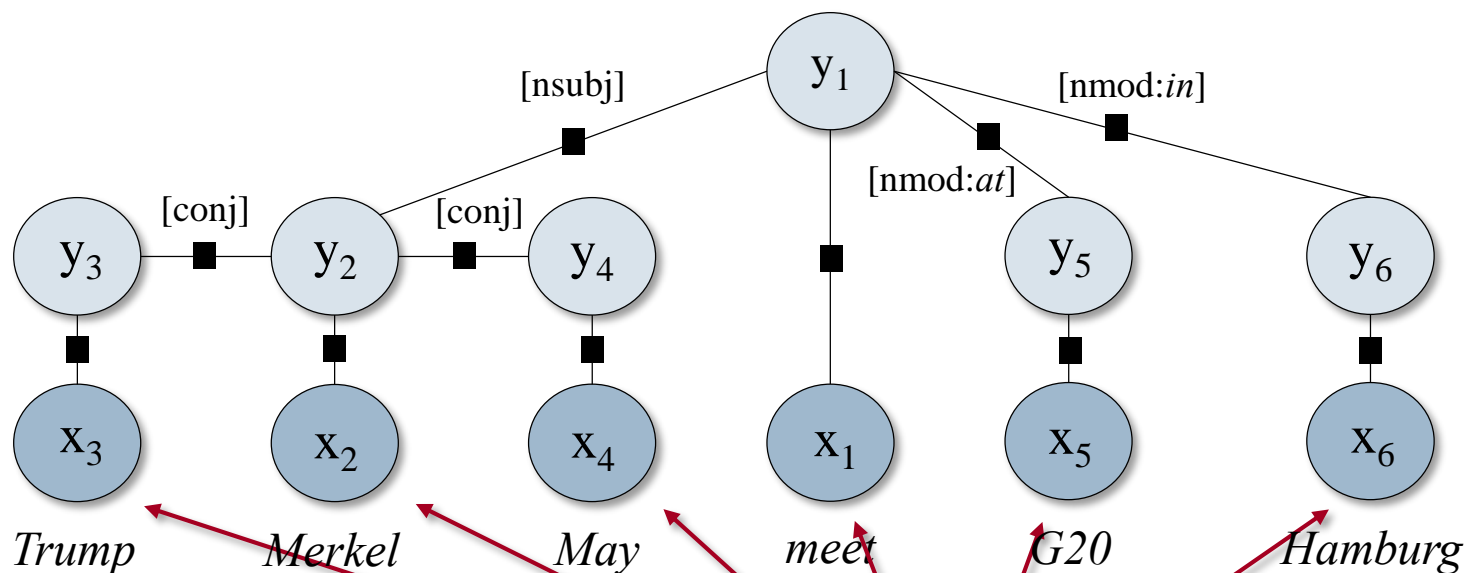 y₁
[nsubj]
[nmod:in]
[nmod:at]
[conj]
[conj]
y₃
y₂
y₄
y₅
y₆
x₃
x₂
x₄
x₁
x₅
x₆
Trump Merkel May meet G20 Hamburg